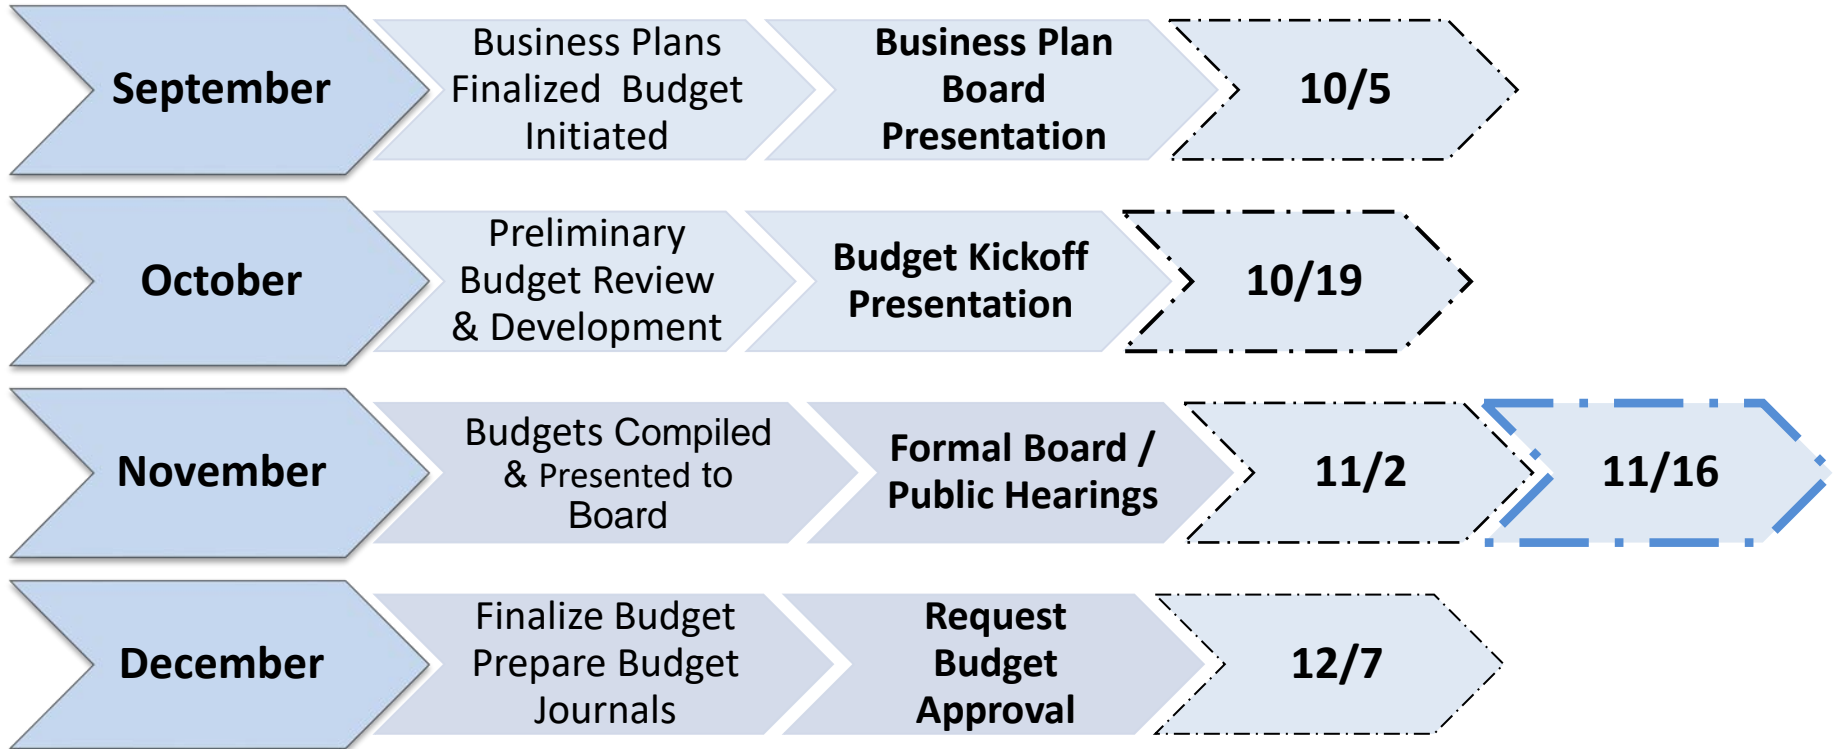 September
Business Plans
Finalized  Budget
Initiated
Business Plan
Board
Presentation
10/5
October
Preliminary
Budget Review
& Development
Budget Kickoff
Presentation
10/19
November
Budgets Compiled
& Presented to
Board
Formal Board /
Public Hearings
11/2
11/16
December
Finalize Budget
Prepare Budget
Journals
Request
Budget
Approval
12/7